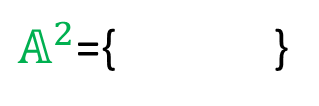 𝔸²={ }